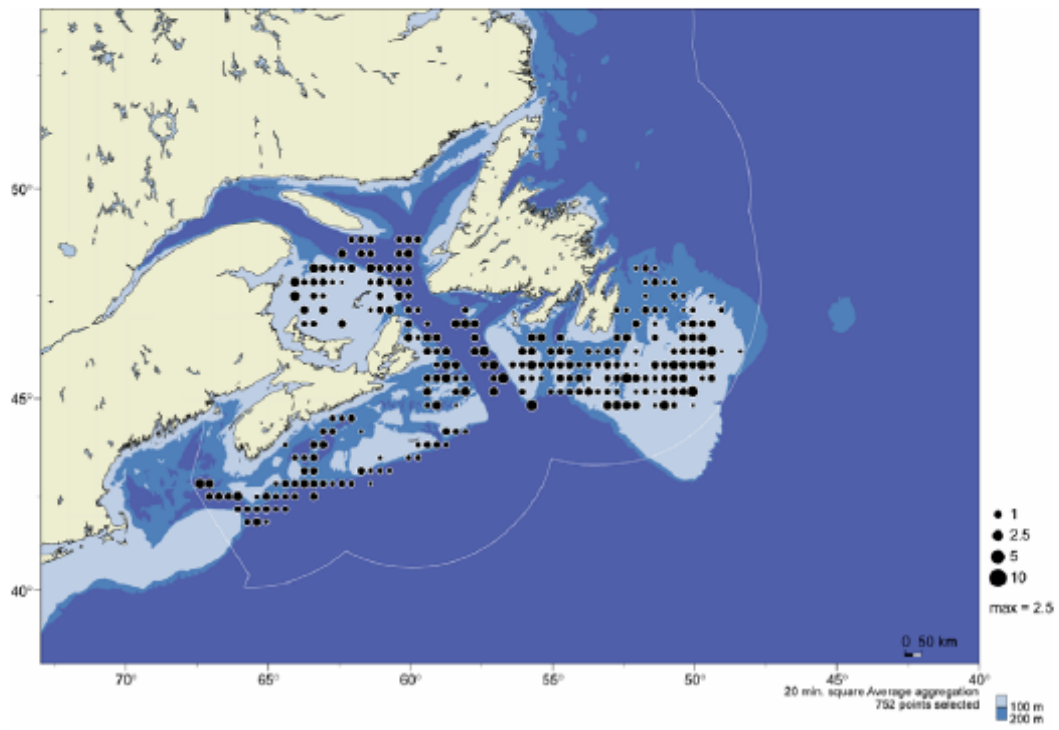 50°
45°
40°
1
2.5
5
10
max = 2.5
0 50 km
70° 65° 60° 55° 50° 45° 40°
20 min. square Average aggregation
752 points selected
100 m
200 m